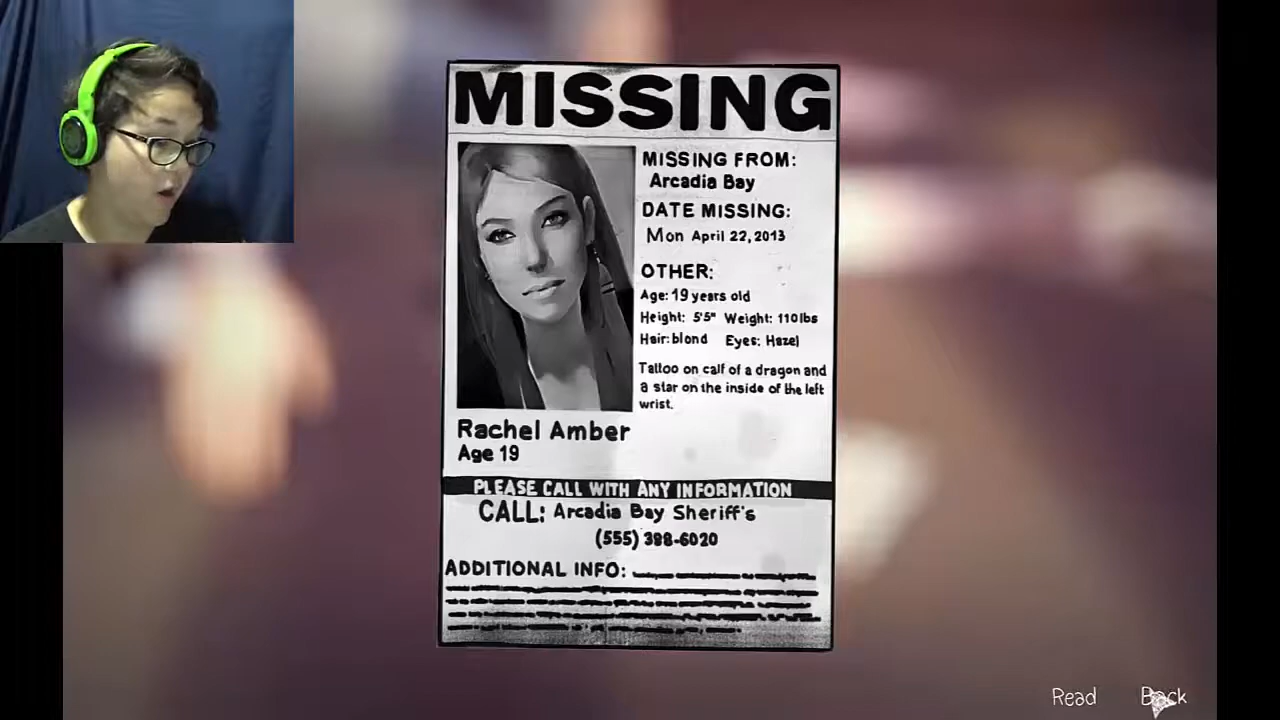 MISSING
MISSING FROM:
Arcadia Bay
DATE MISSING:
Mon April 22, 2013
OTHER:
Age: 19 years old
Height: 5'5" Weight: 110lbs
Hair: blond Eyes: Hazel
Tattoo on calf of a dragon and
a star on the inside of the left
wrist.
Rachel Amber
Age 19
PLEASE CALL WITH ANY INFORMATION
CALL: Arcadia Bay Sheriff's
(555) 398-6020
ADDITIONAL INFO:
Read Back